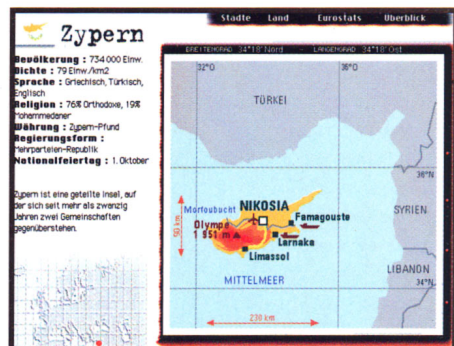 Städte Land Eurostats Überblick
Zypern
Bevölkerung : 734 000 Einw.
Dichte : 79 Einw./km2
Sprache : Griechisch, Türkisch,
Englisch
Religion : 76% Orthodoxe, 19%
Mohammedaner
Währung : Zypern-Pfund
Regierungsform :
Mehrparteien-Republik
Nationalfeiertag : 1. Oktober
Zypern ist eine geteilte Insel, auf
der sich seit mehr als zwanzig
Jahren zwei Gemeinschaften
gegenüberstehen.
BREITENGRAD 34°18' Nord - LANGENGRAD 34°18' Ost
32°O
36°O
TÜRKEI
36°N
Morfoubucht
NIKOSIA
Famagouste
SYRIEN
Olympe
1 951 m
Larnaka
90 km
Limassol
LIBANON
34°N
MITTELMEER
230 km